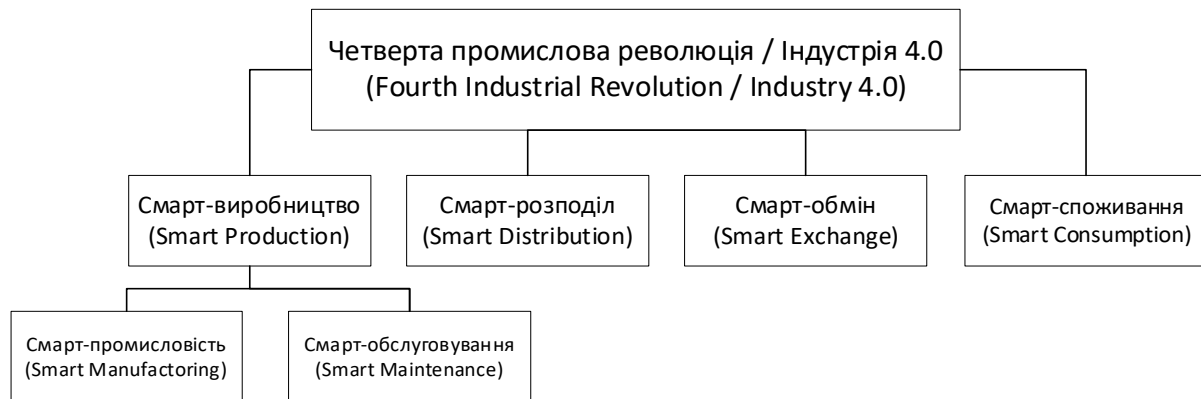 Четверта промислова революція / Індустрія 4.0
(Fourth Industrial Revolution / Industry 4.0)
Смарт-виробництво
(Smart Production)
Смарт-розподіл
(Smart Distribution)
Смарт-обмін
(Smart Exchange)
Смарт-споживання
(Smart Consumption)
Смарт-промисловість
(Smart Manufactoring)
Смарт-обслуговування
(Smart Maintenance)